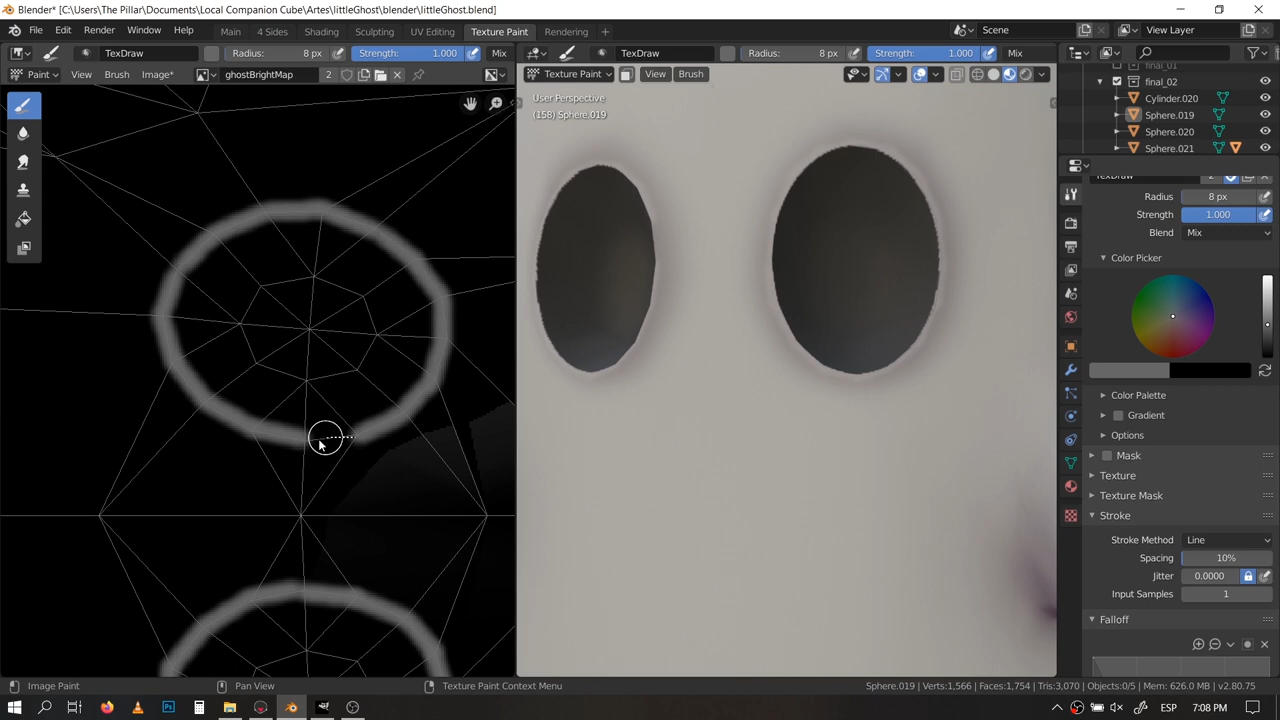 Blender* [C:\Users\The Pillar\Documents\Local Companion Cube\Artes\littleGhost\blender\littleGhost.blend]
File Edit Render Window Help Main 4 Sides Shading Sculpting UV Editing Texture Paint Rendering + Scene View Layer
TexDraw Radius: 8 px Strength: 1.000 Mix TexDraw Radius: 8 px Strength: 1.000 Mix
Paint View Brush Image* ghostBrightMap 2 Texture Paint View Brush
User Perspective
(158) Sphere.019
final_01
final_02
Cylinder.020
Sphere.019
Sphere.020
Sphere.021
TexDraw 2
Radius 8 px
Strength 1.000
Blend Mix
Color Picker
Color Palette
Gradient
Options
Mask
Texture
Texture Mask
Stroke
Stroke Method Line
Spacing 10%
Jitter 0.0000
Input Samples 1
Falloff
Image Paint Pan View Texture Paint Context Menu Sphere.019 | Verts:1,566 | Faces:1,754 | Tris:3,070 | Objects:0/5 | Mem: 626.0 MB | v2.80.75
ESP 7:08 PM